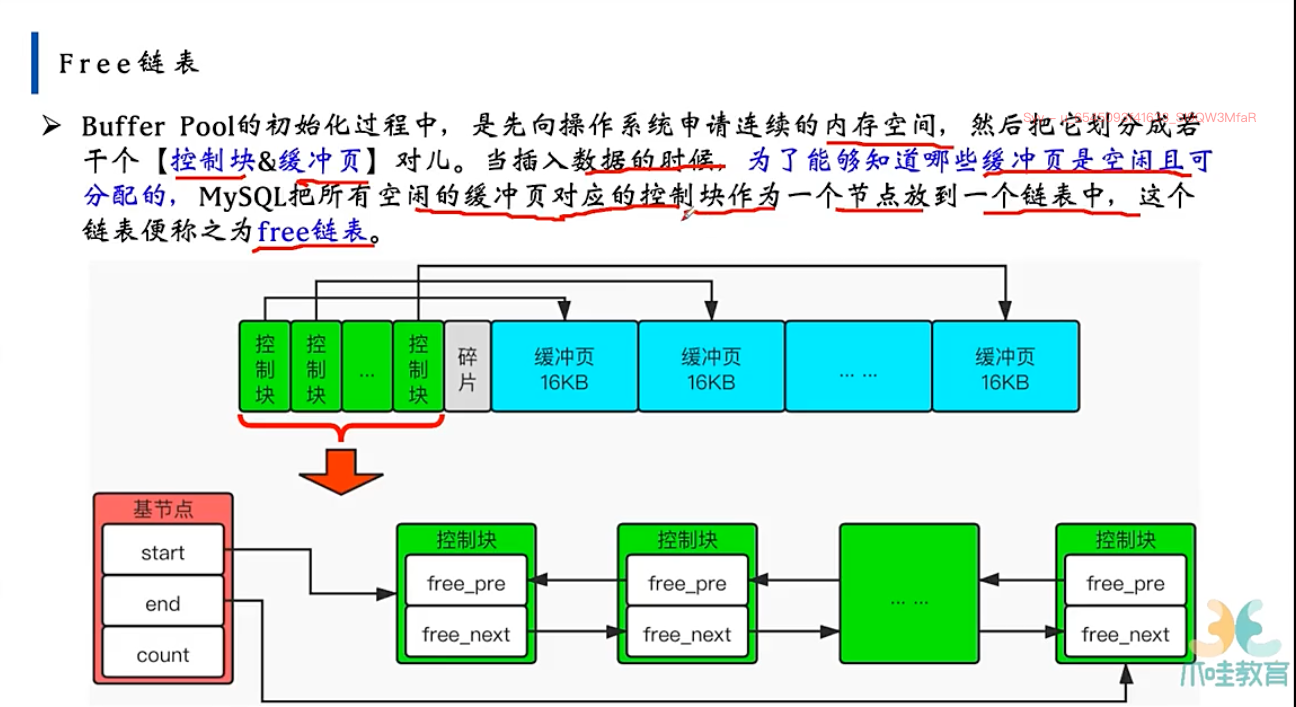 Free链表
➢ Buffer Pool的初始化过程中，是先向操作系统申请连续的内存空间，然后把它划分成若
干个【控制块&缓冲页】对儿。当插入数据的时候，为了能够知道哪些缓冲页是空闲且可
分配的，MySQL把所有空闲的缓冲页对应的控制块作为一个节点放到一个链表中，这个
链表便称之为free链表。
控制块 控制块 … 控制块 碎片 缓冲页 缓冲页 … … 缓冲页
16KB 16KB 16KB
基节点
start
end
count
控制块 控制块 控制块
free_pre free_pre … … free_pre
free_next free_next free_next
爪哇教育